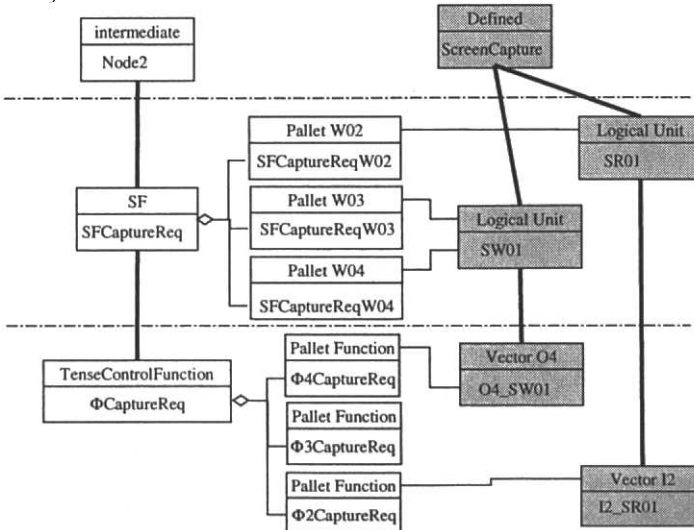 intermediate
Node2
Defined
ScreenCapture
Pallet W02
SFCaptureReqW02
Logical Unit
SR01
SF
SFCaptureReq
Pallet W03
SFCaptureReqW03
Logical Unit
SW01
Pallet W04
SFCaptureReqW04
TenseControlFunction
ΦCaptureReq
Pallet Function
Φ4CaptureReq
Vector O4
O4_SW01
Pallet Function
Φ3CaptureReq
Pallet Function
Φ2CaptureReq
Vector I2
I2_SR01